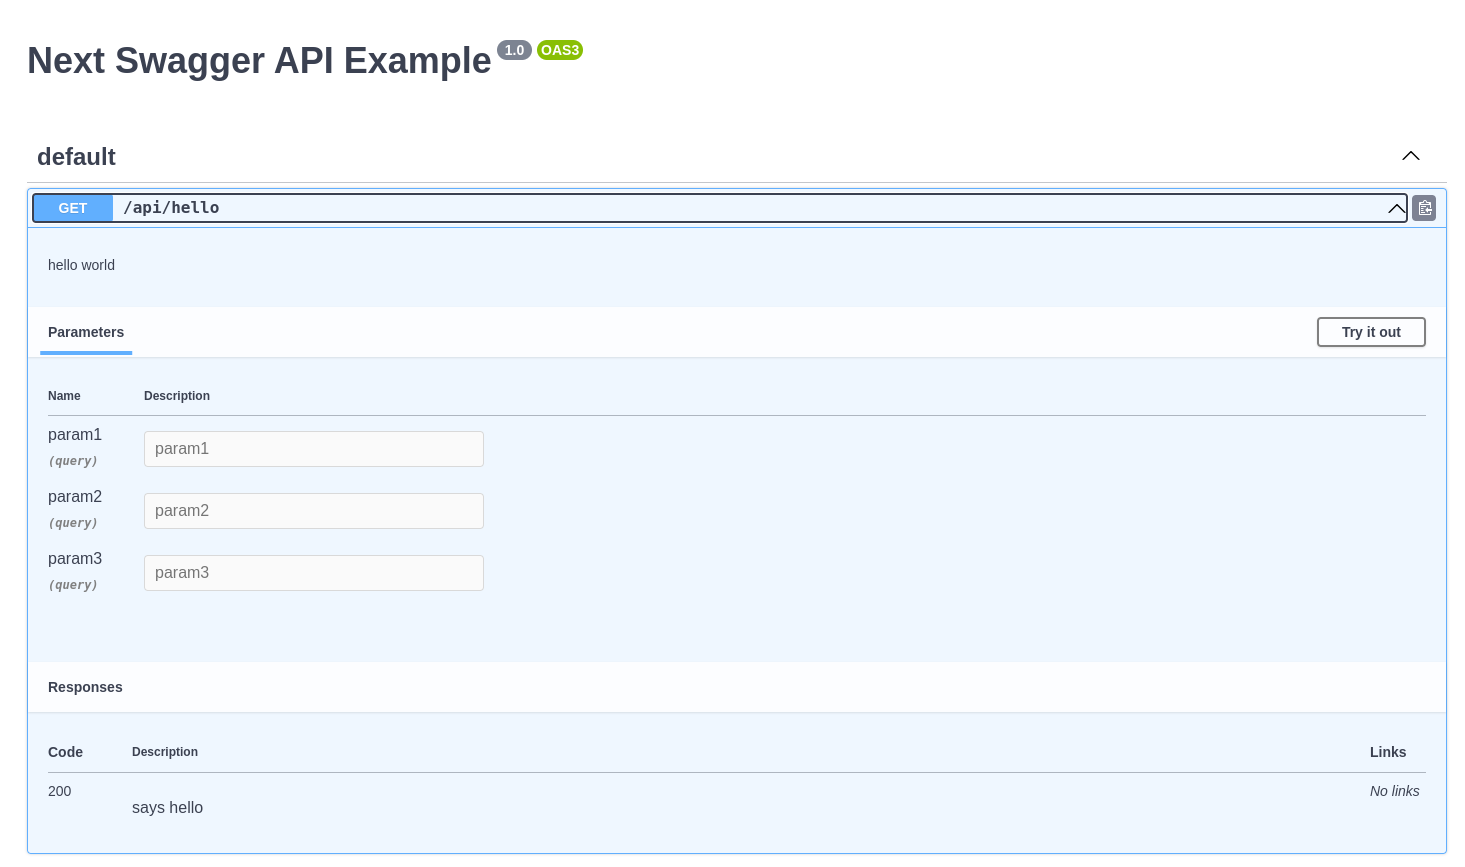 Next Swagger API Example 1.0 OAS3
default
GET /api/hello
hello world
Parameters Try it out
Name Description
param1 param1
(query)
param2 param2
(query)
param3 param3
(query)
Responses
Code Description Links
200 No links
says hello